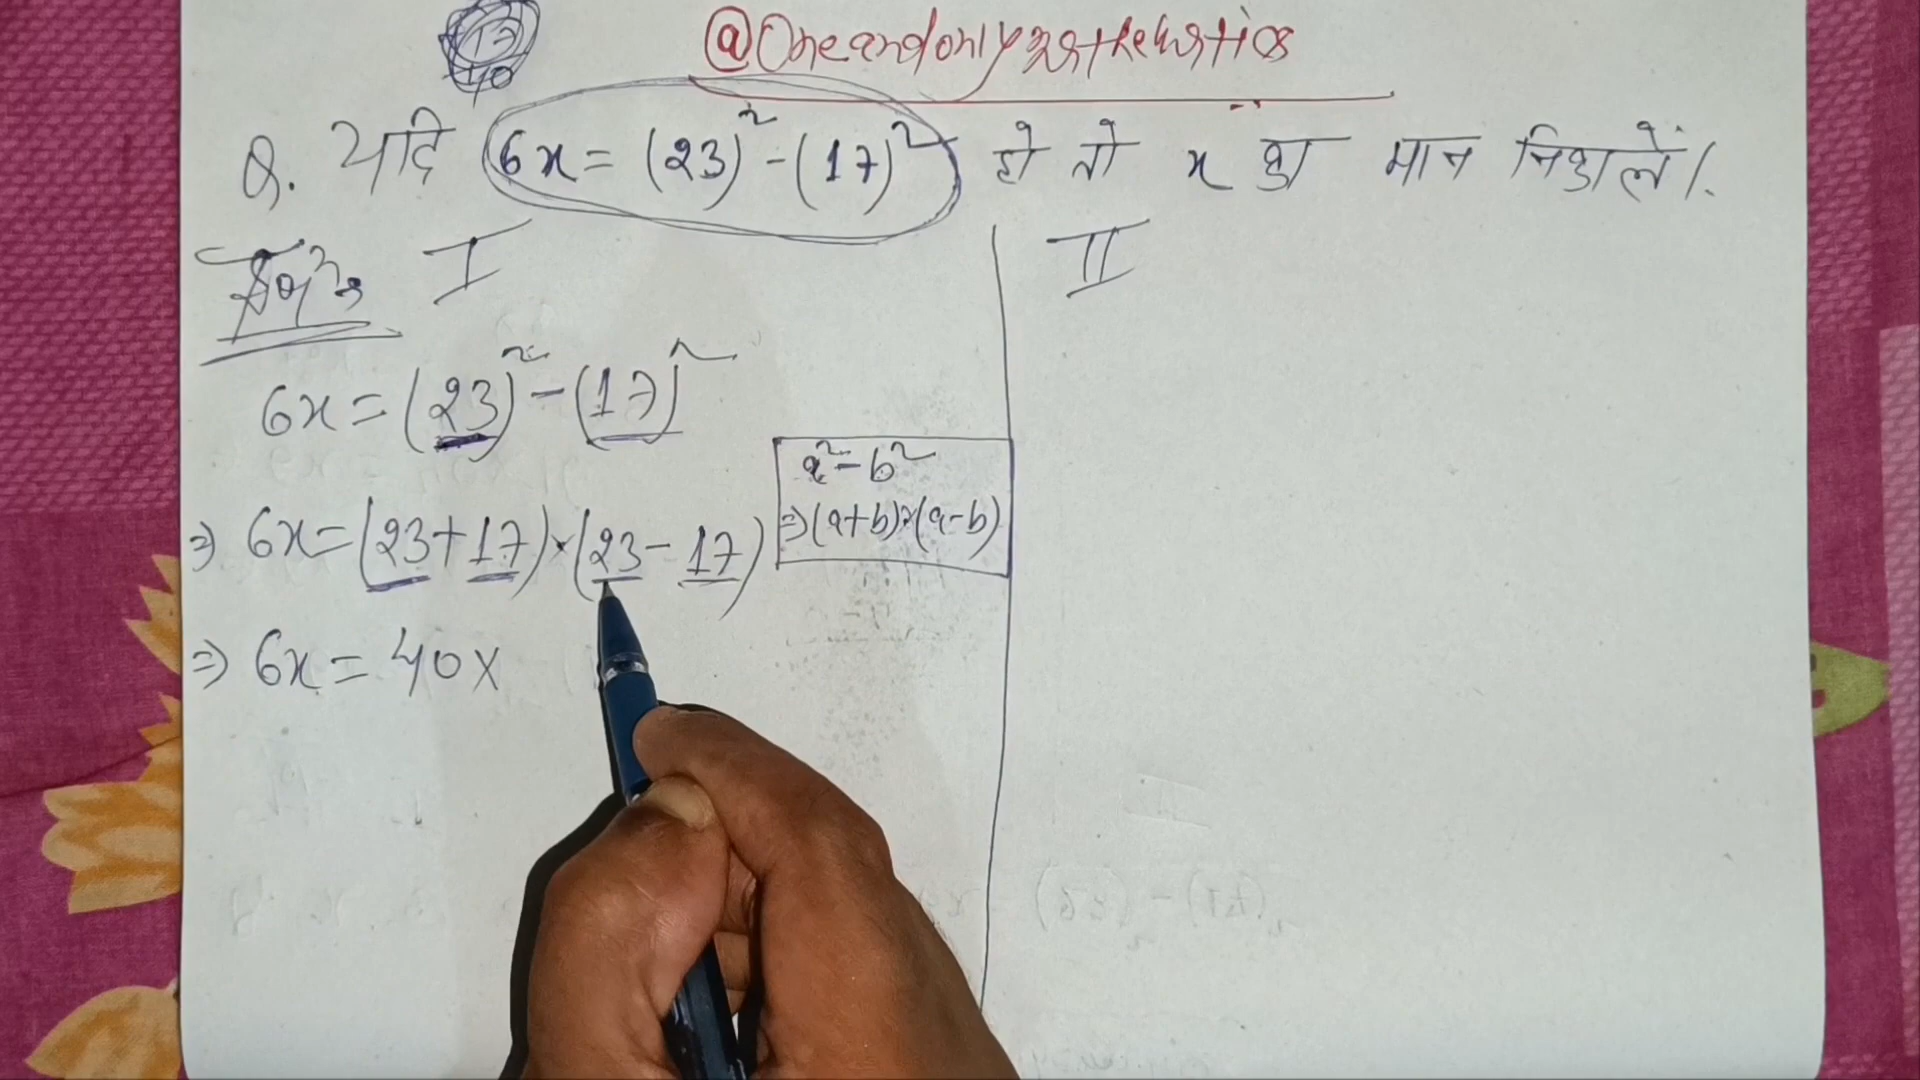 @Oneandonlymathematics
Q. यदि 6x = (23)² - (17)² हो तो x का मान निकालें।.
I
II
6x = (23)² - (17)²
a² - b²
⇒ (a+b)×(a-b)
⇒ 6x = (23+17)×(23-17)
⇒ 6x = 40×